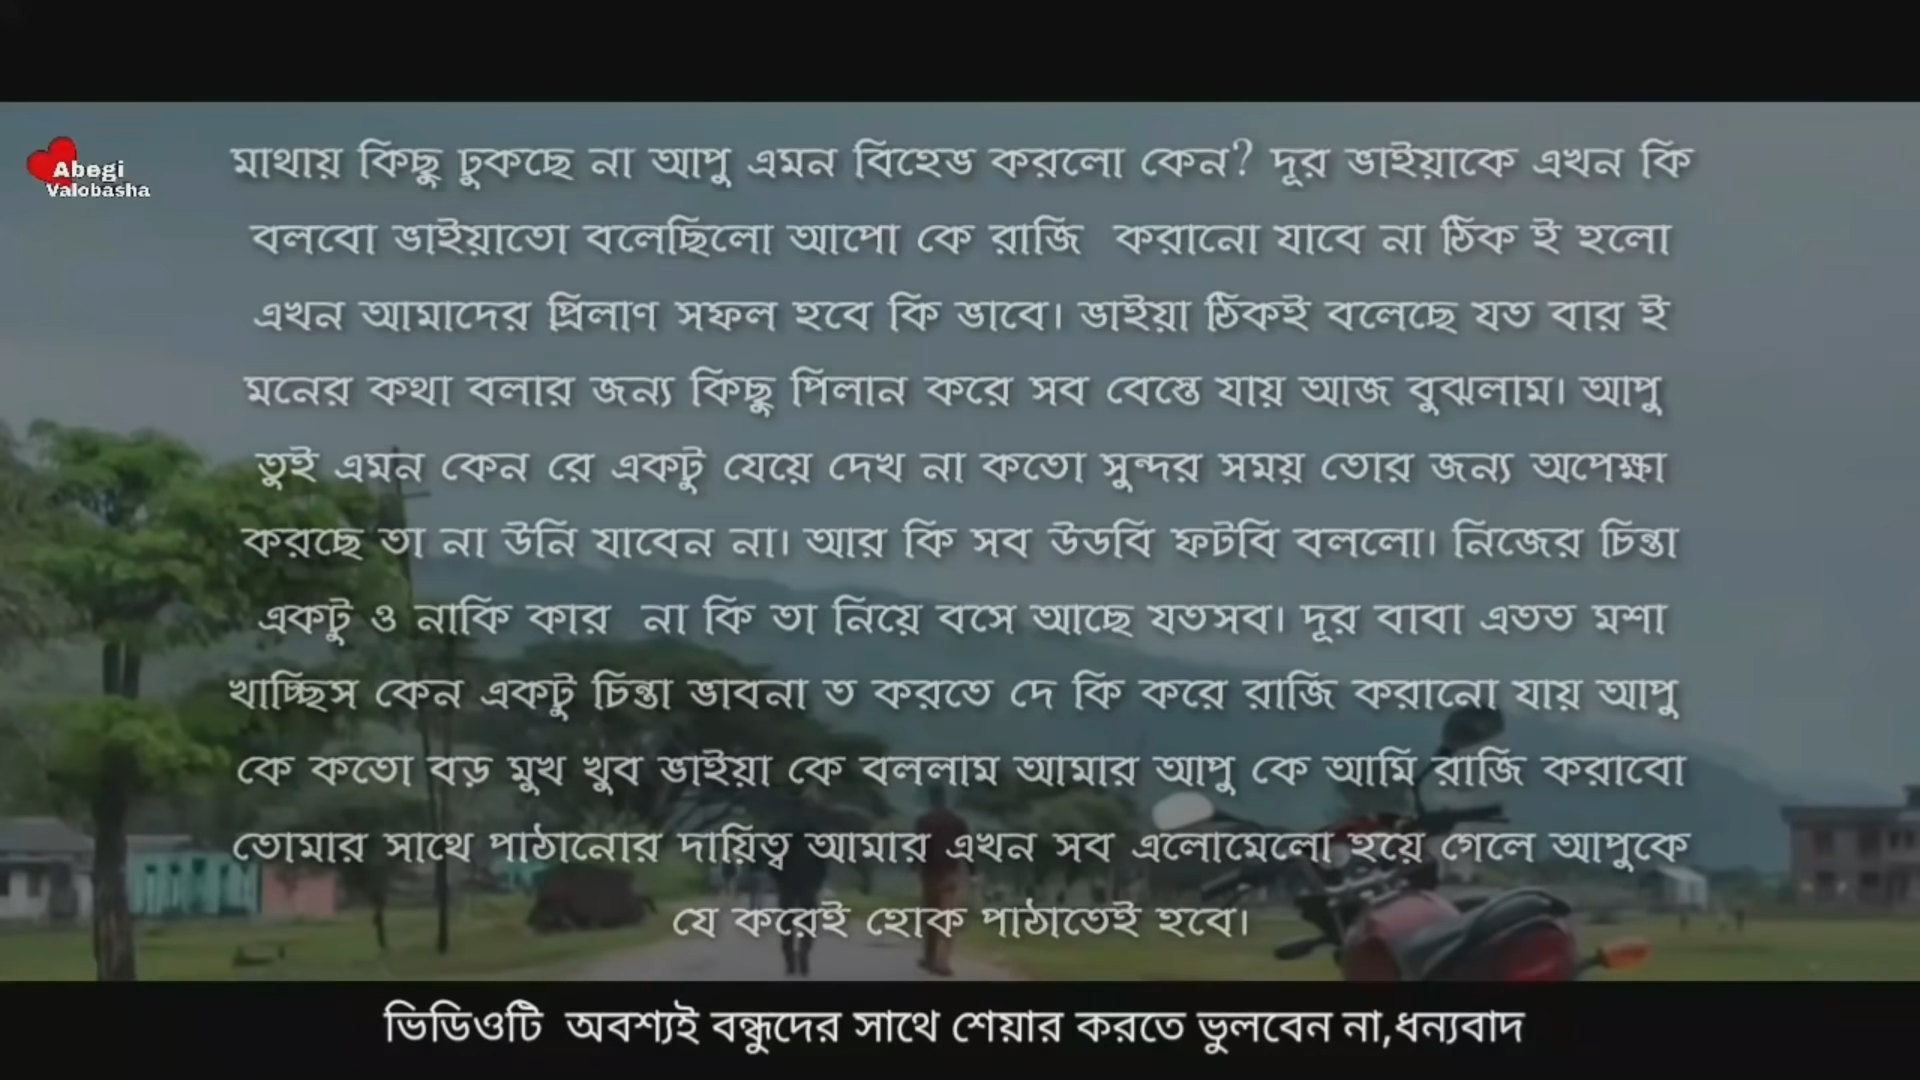 Abegi
Valobasha
মাথায় কিছু ঢুকছে না আপু এমন বিহেভ করলো কেন? দূর ভাইয়াকে এখন কি
বলবো ভাইয়াতো বলেছিলো আপো কে রাজি করানো যাবে না ঠিক ই হলো
এখন আমাদের প্রিলাণ সফল হবে কি ভাবে। ভাইয়া ঠিকই বলেছে যত বার ই
মনের কথা বলার জন্য কিছু পিলান করে সব বেস্তে যায় আজ বুঝলাম। আপু
তুই এমন কেন রে একটু যেয়ে দেখ না কতো সুন্দর সময় তোর জন্য অপেক্ষা
করছে তা না উনি যাবেন না। আর কি সব উডবি ফটবি বললো। নিজের চিন্তা
একটু ও নাকি কার না কি তা নিয়ে বসে আছে যতসব। দূর বাবা এতত মশা
খাচ্ছিস কেন একটু চিন্তা ভাবনা ত করতে দে কি করে রাজি করানো যায় আপু
কে কতো বড় মুখ খুব ভাইয়া কে বললাম আমার আপু কে আমি রাজি করাবো
তোমার সাথে পাঠানোর দায়িত্ব আমার এখন সব এলোমেলো হয়ে গেলে আপুকে
যে করেই হোক পাঠাতেই হবে।
ভিডিওটি অবশ্যই বন্ধুদের সাথে শেয়ার করতে ভুলবেন না,ধন্যবাদ